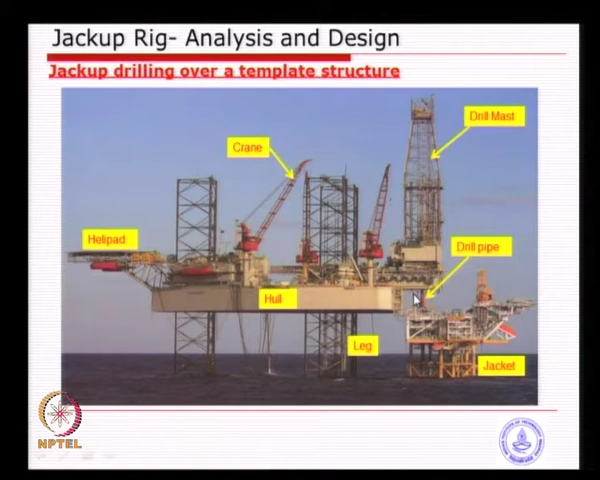 Jackup Rig- Analysis and Design
Jackup drilling over a template structure
Drill Mast
Crane
Helipad
Drill pipe
Hull
Leg
Jacket
NPTEL